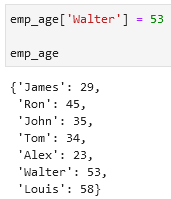 emp_age['Walter'] = 53
emp_age
{'James': 29,
'Ron': 45,
'John': 35,
'Tom': 34,
'Alex': 23,
'Walter': 53,
'Louis': 58}